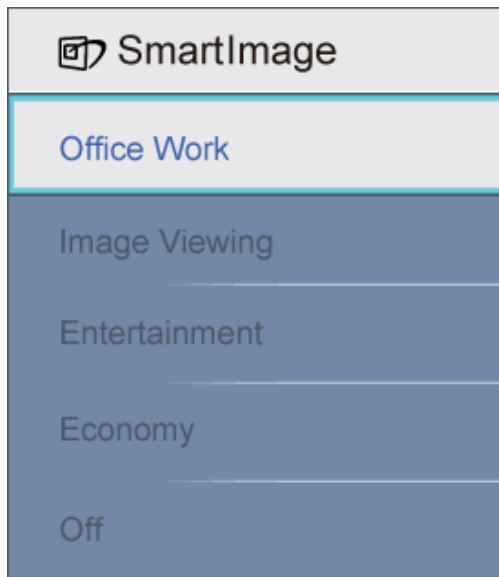 SmartImage
Office Work
Image Viewing
Entertainment
Economy
Off